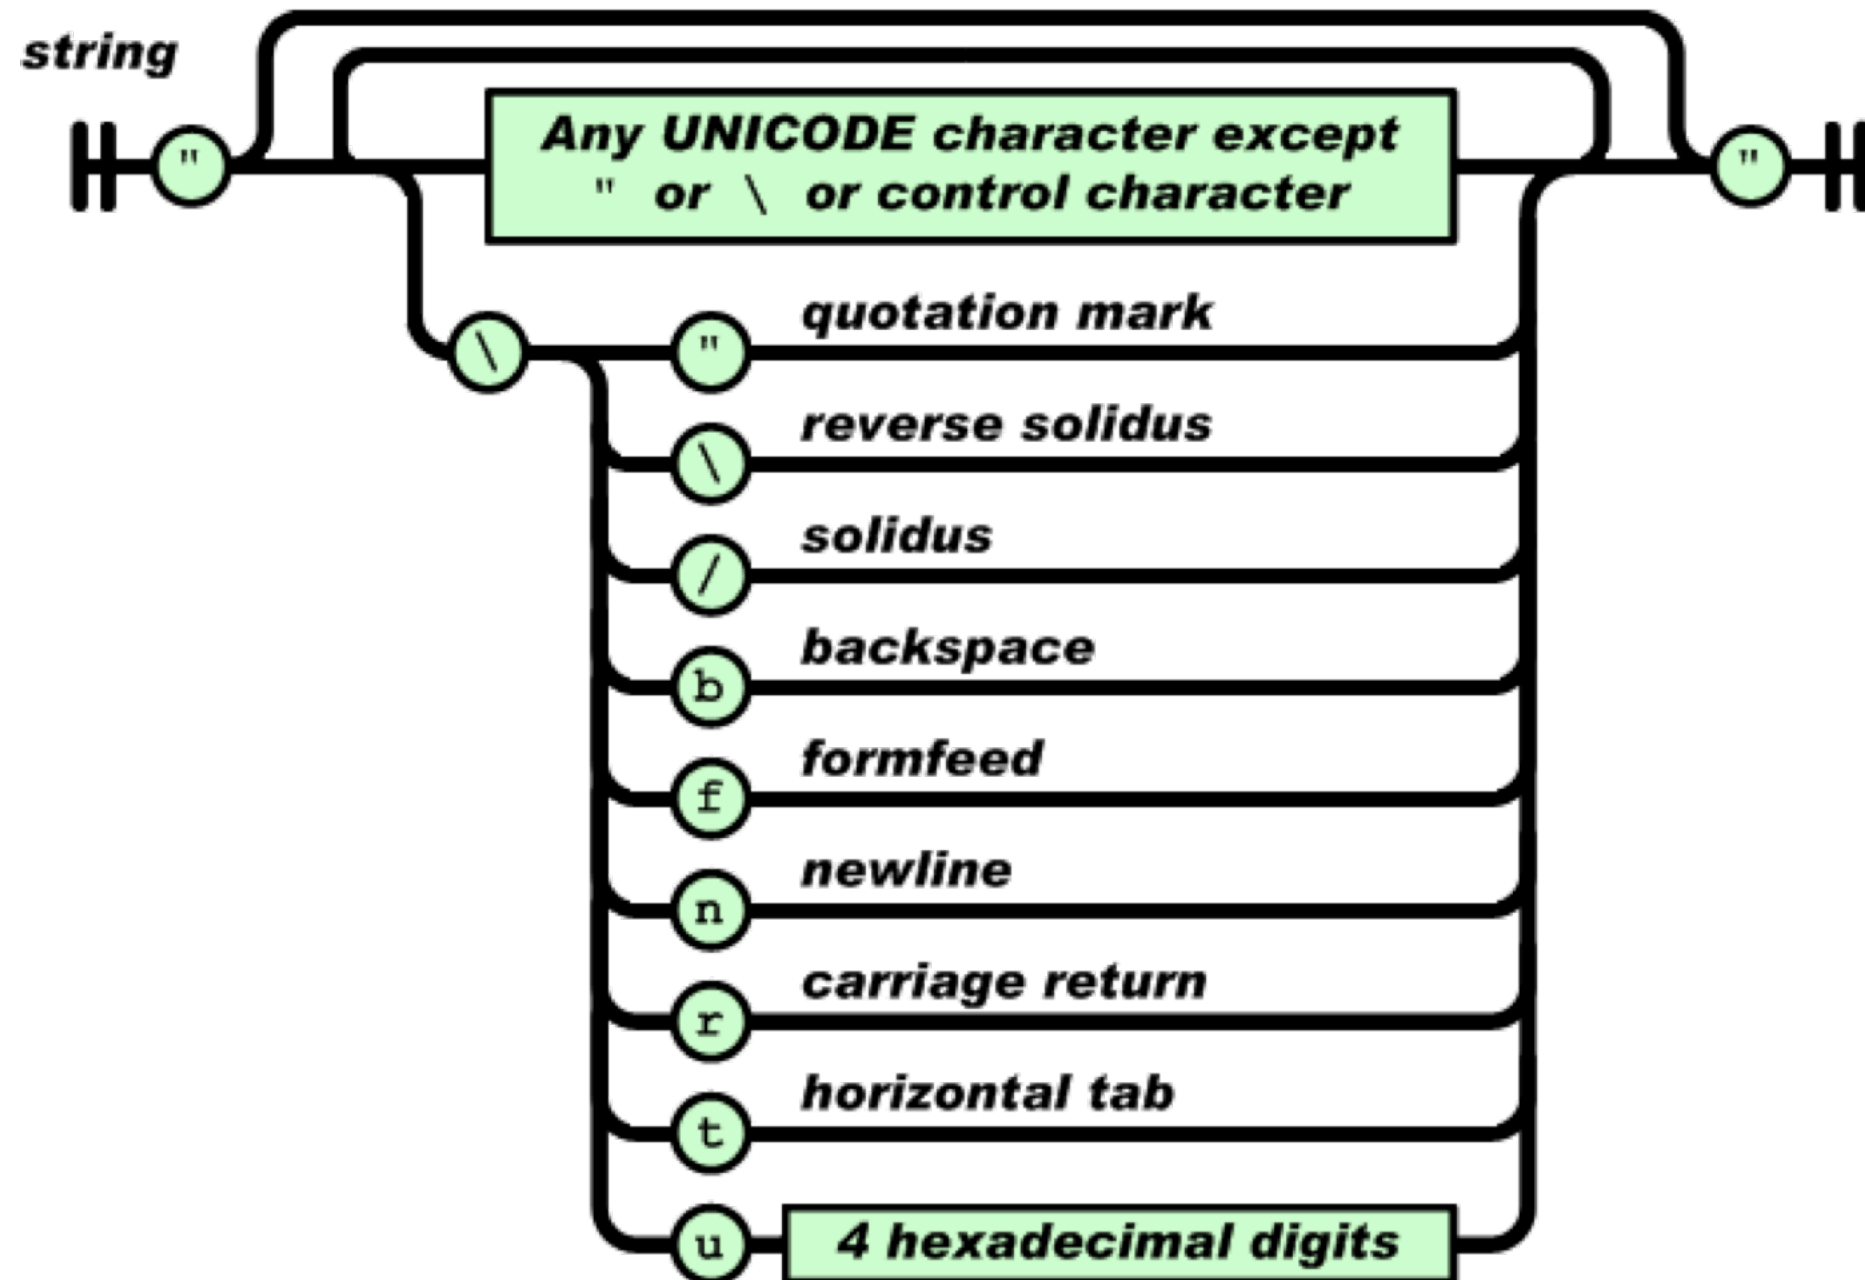 string
"
Any UNICODE character except
" or \ or control character
"
\
" quotation mark
\ reverse solidus
/ solidus
b backspace
f formfeed
n newline
r carriage return
t horizontal tab
u 4 hexadecimal digits